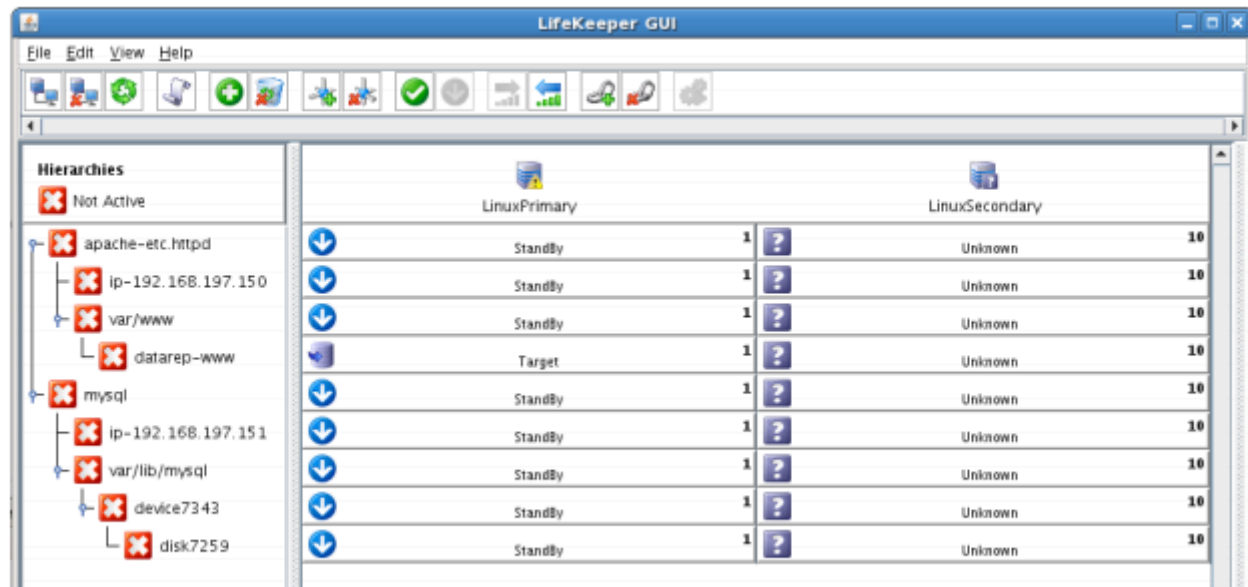 LifeKeeper GUI
File Edit View Help
Hierarchies
Not Active
LinuxPrimary LinuxSecondary
apache-etc.httpd StandBy 1 ? Unknown 10
ip-192.168.197.150 StandBy 1 ? Unknown 10
var/www StandBy 1 ? Unknown 10
datarep-www Target 1 ? Unknown 10
mysql StandBy 1 ? Unknown 10
ip-192.168.197.151 StandBy 1 ? Unknown 10
var/lib/mysql StandBy 1 ? Unknown 10
device7343 StandBy 1 ? Unknown 10
disk7259 StandBy 1 ? Unknown 10